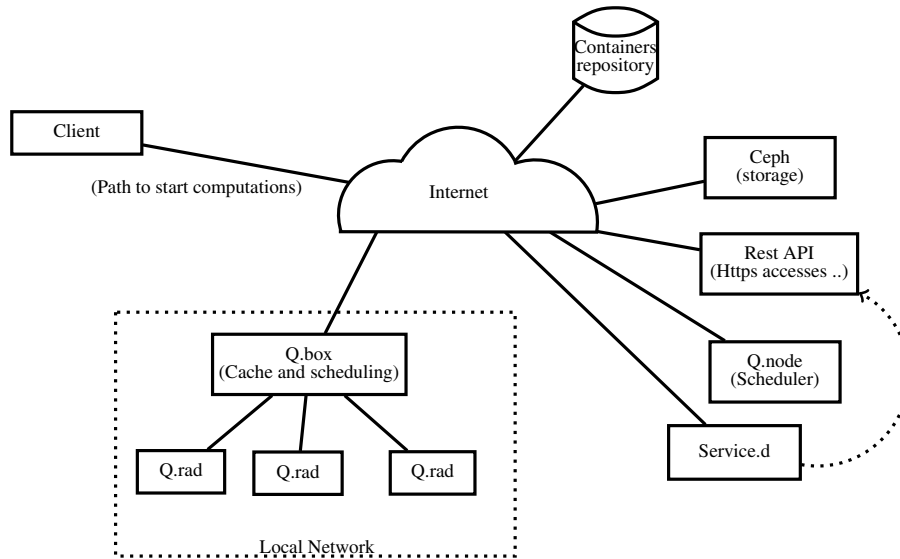 Containers
repository
Client
(Path to start computations)
Internet
Ceph
(storage)
Rest API
(Https accesses ..)
Q.box
(Cache and scheduling)
Q.node
(Scheduler)
Service.d
Q.rad
Q.rad
Q.rad
Local Network